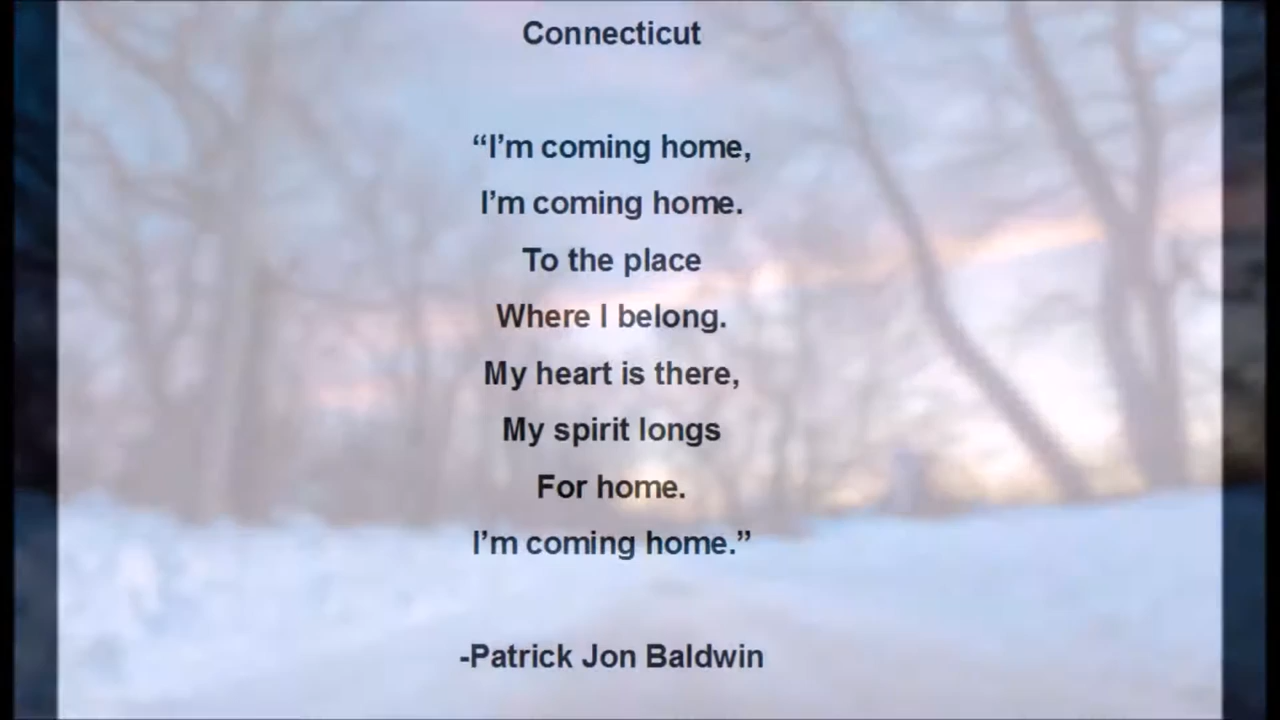 Connecticut
“I’m coming home,
I’m coming home.
To the place
Where I belong.
My heart is there,
My spirit longs
For home.
I’m coming home.”
-Patrick Jon Baldwin